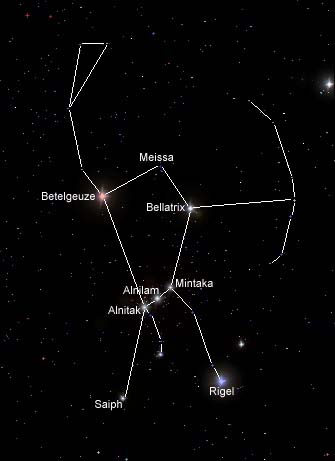 Meissa
Betelgeuze
Bellatrix
Alnilam
Mintaka
Alnitak
Rigel
Saiph